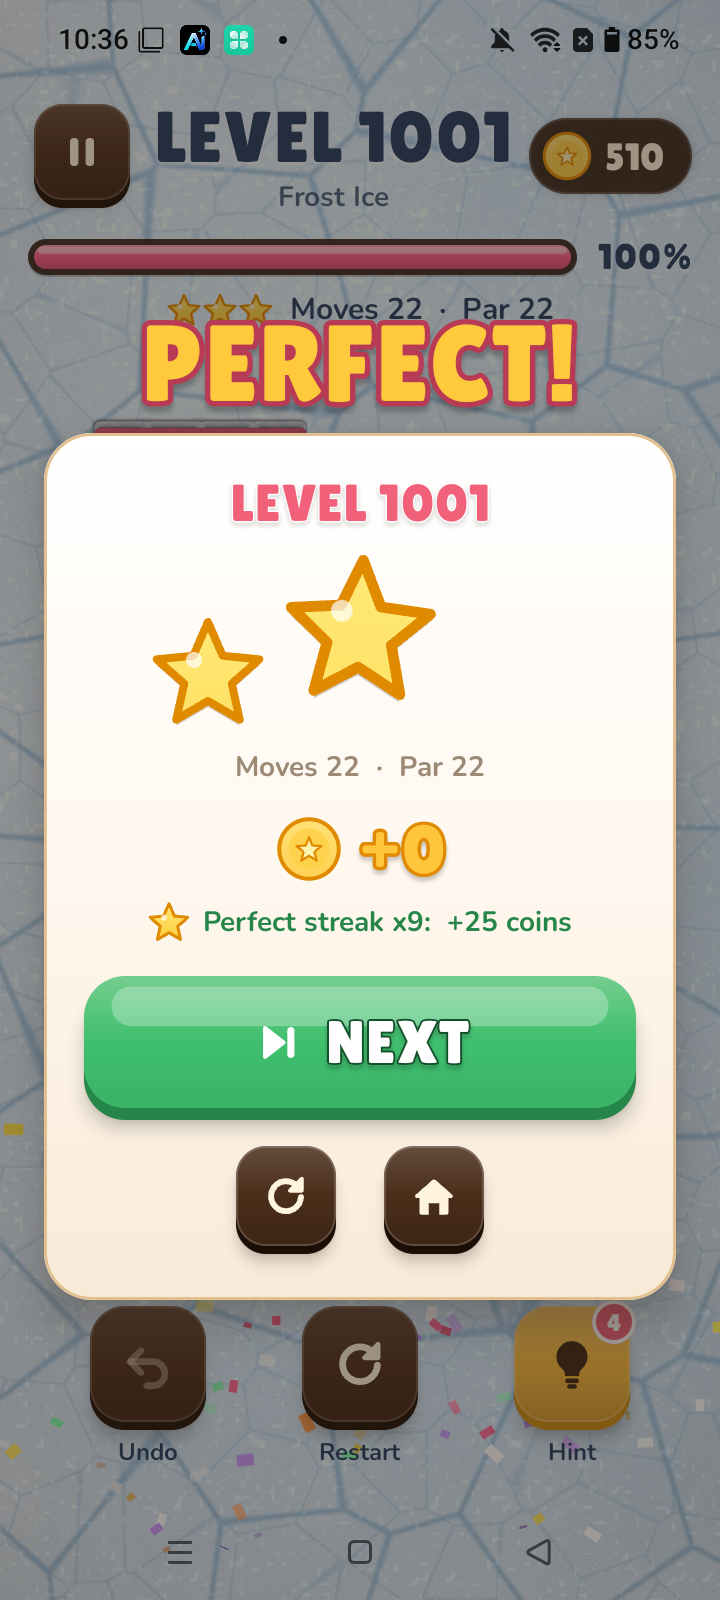 10:36 Ai 85%
LEVEL 1001
510
Frost Ice
100%
Moves 22 · Par 22
PERFECT!
LEVEL 1001
Moves 22 · Par 22
+0
Perfect streak x9: +25 coins
NEXT
4
Undo Restart Hint